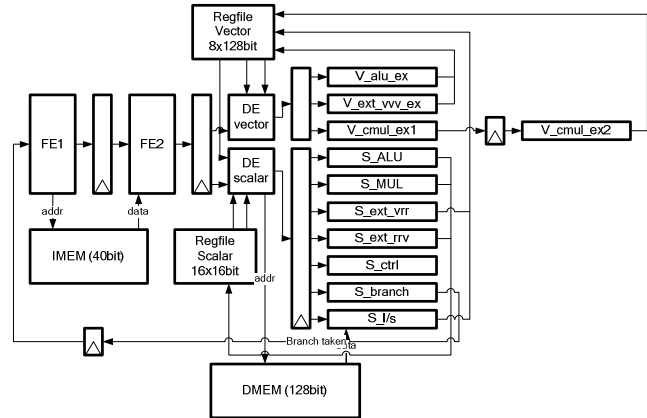 Regfile
Vector
8x128bit
V_alu_ex
V_ext_vvv_ex
V_cmul_ex1
V_cmul_ex2
FE1
FE2
DE
vector
DE
scalar
S_ALU
S_MUL
S_ext_vrr
S_ext_rrv
S_ctrl
S_branch
S_l/s
addr
data
IMEM (40bit)
Regfile
Scalar
16x16bit
addr
Branch taken
data
DMEM (128bit)